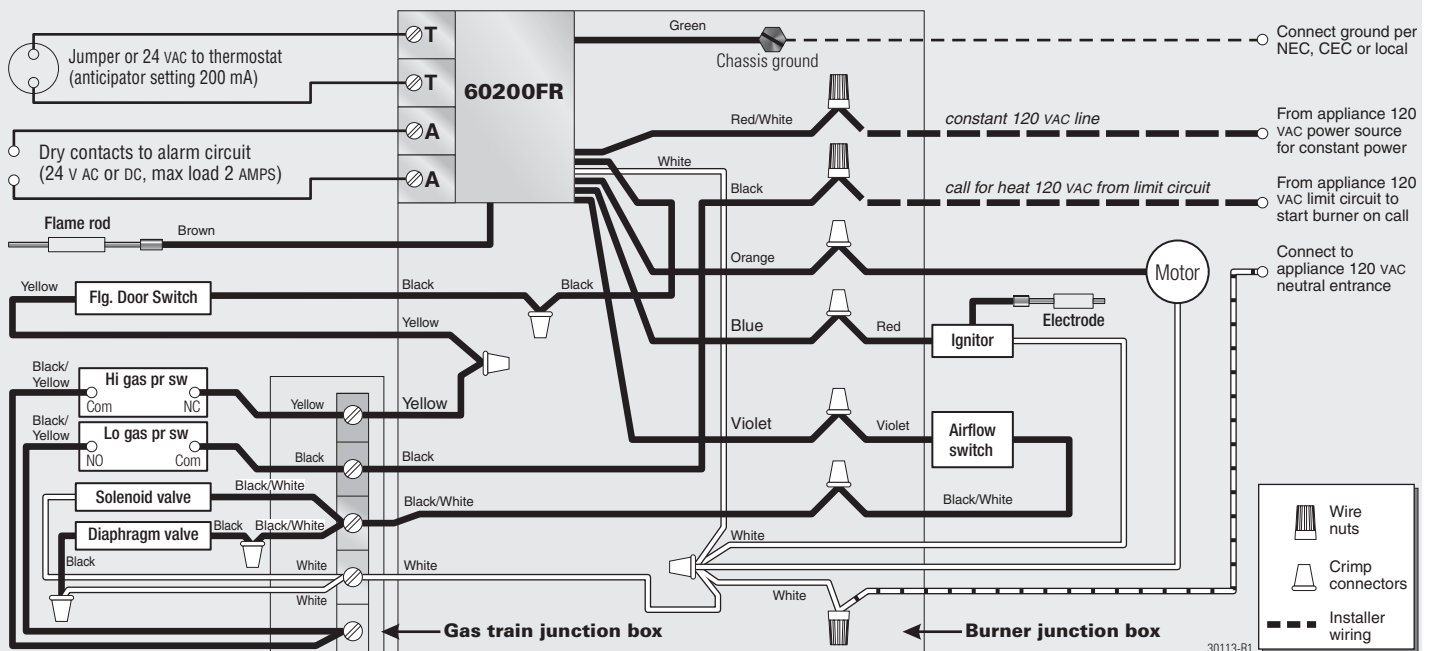 T
Jumper or 24 VAC to thermostat
(anticipator setting 200 mA)
T
60200FR
A
Dry contacts to alarm circuit
(24 V AC or DC, max load 2 AMPS)
A
Green
Chassis ground
Connect ground per
NEC, CEC or local
Red/White
constant 120 VAC line
From appliance 120
VAC power source
for constant power
White
Black
call for heat 120 VAC from limit circuit
From appliance 120
VAC limit circuit to
start burner on call
Flame rod
Brown
Orange
Motor
Connect to
appliance 120 VAC
neutral entrance
Yellow
Flg. Door Switch
Black
Black
Yellow
Blue
Red
Ignitor
Electrode
Black/
Yellow
Hi gas pr sw
Com
NC
Yellow
Yellow
Black/
Yellow
Lo gas pr sw
NO
Com
Black
Black
Violet
Violet
Airflow
switch
Solenoid valve
Black/White
Black/White
Black/White
Diaphragm valve
Black
Black/White
Black
White
White
White
White
White
Gas train junction box
Burner junction box
Wire
nuts
Crimp
connectors
Installer
wiring
30113-R1